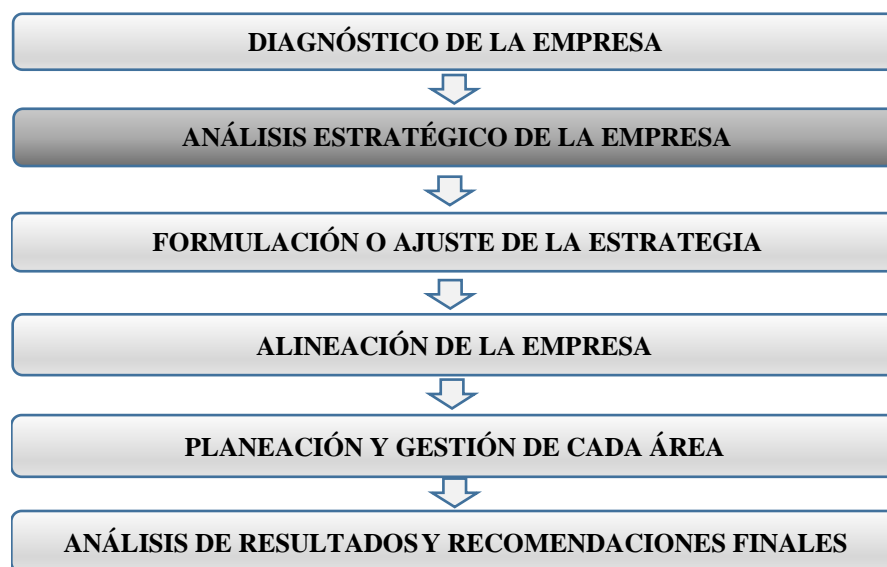 DIAGNÓSTICO DE LA EMPRESA
ANÁLISIS ESTRATÉGICO DE LA EMPRESA
FORMULACIÓN O AJUSTE DE LA ESTRATEGIA
ALINEACIÓN DE LA EMPRESA
PLANEACIÓN Y GESTIÓN DE CADA ÁREA
ANÁLISIS DE RESULTADOS Y RECOMENDACIONES FINALES